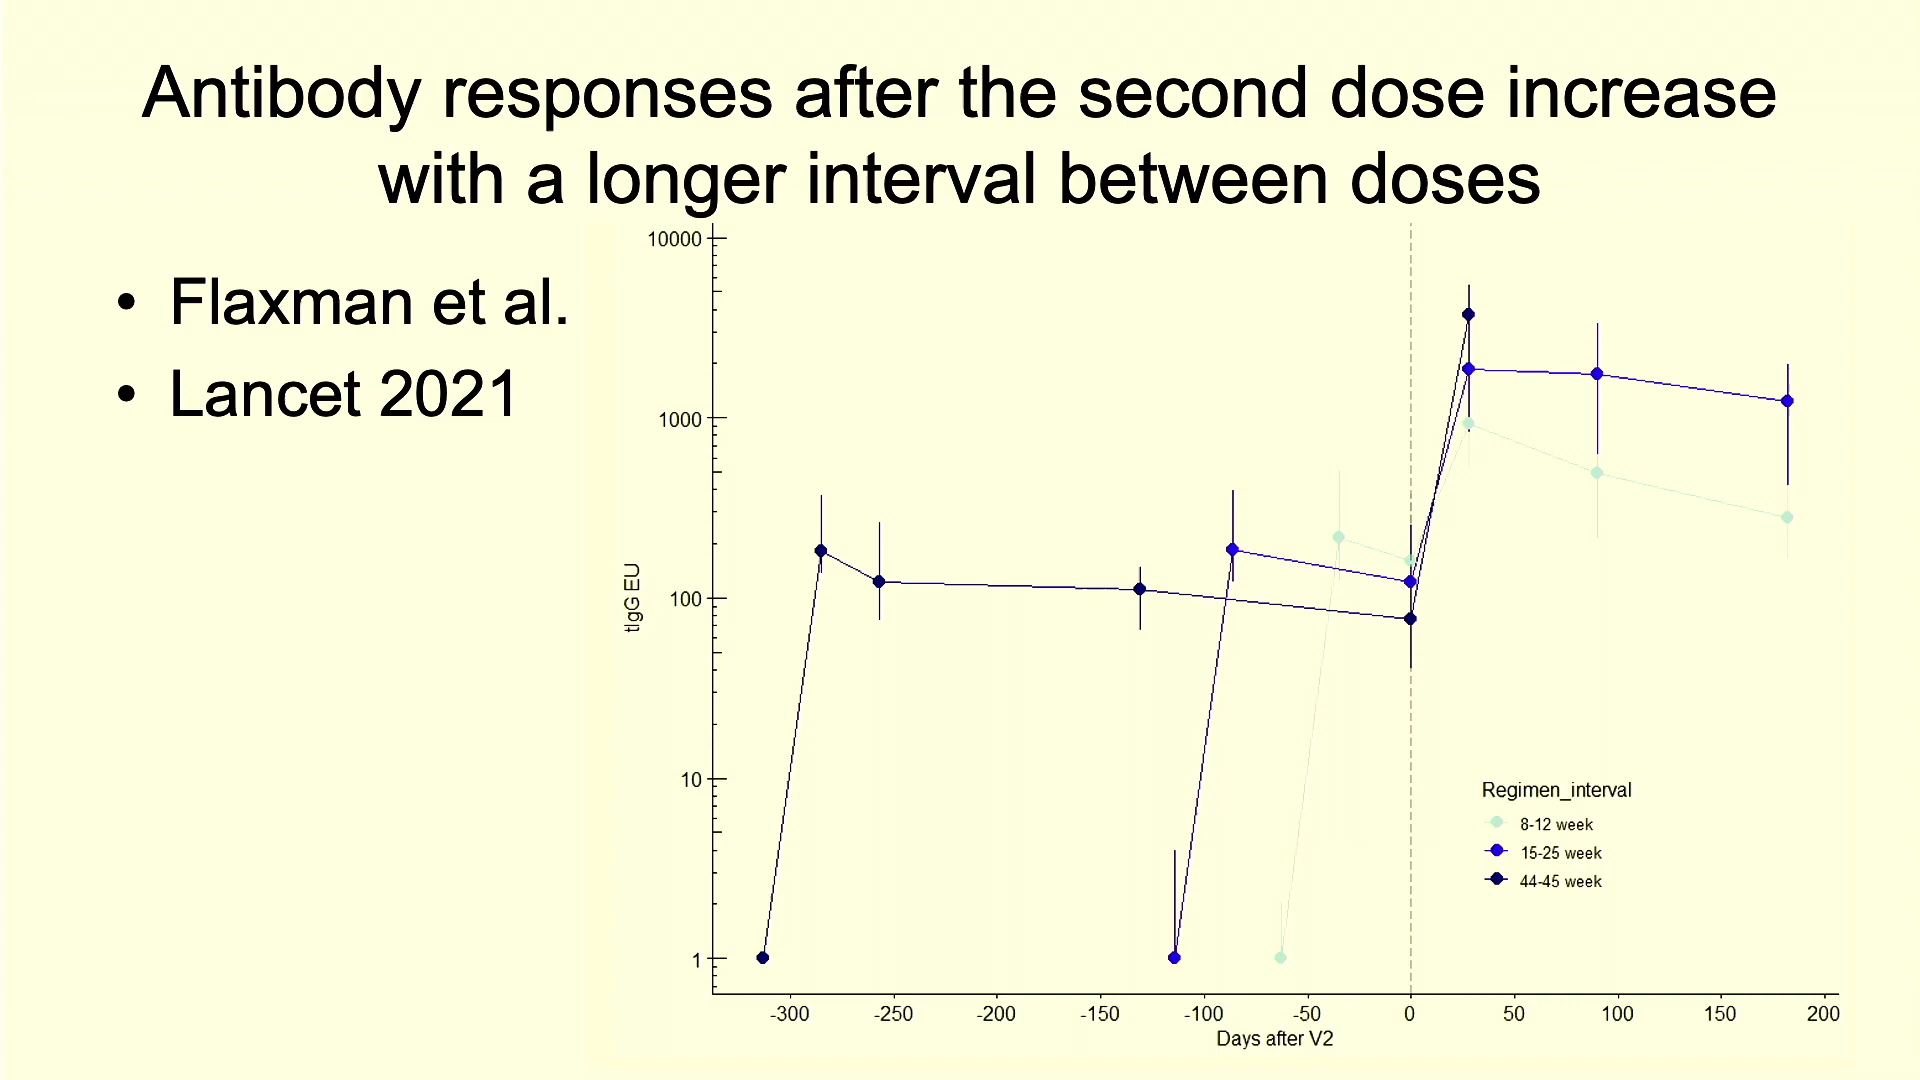 Antibody responses after the second dose increase
with a longer interval between doses
• Flaxman et al.
• Lancet 2021
10000
1000
100
10
1
tIgG EU
-300
-250
-200
-150
-100
-50
0
50
100
150
200
Days after V2
Regimen_interval
8-12 week
15-25 week
44-45 week